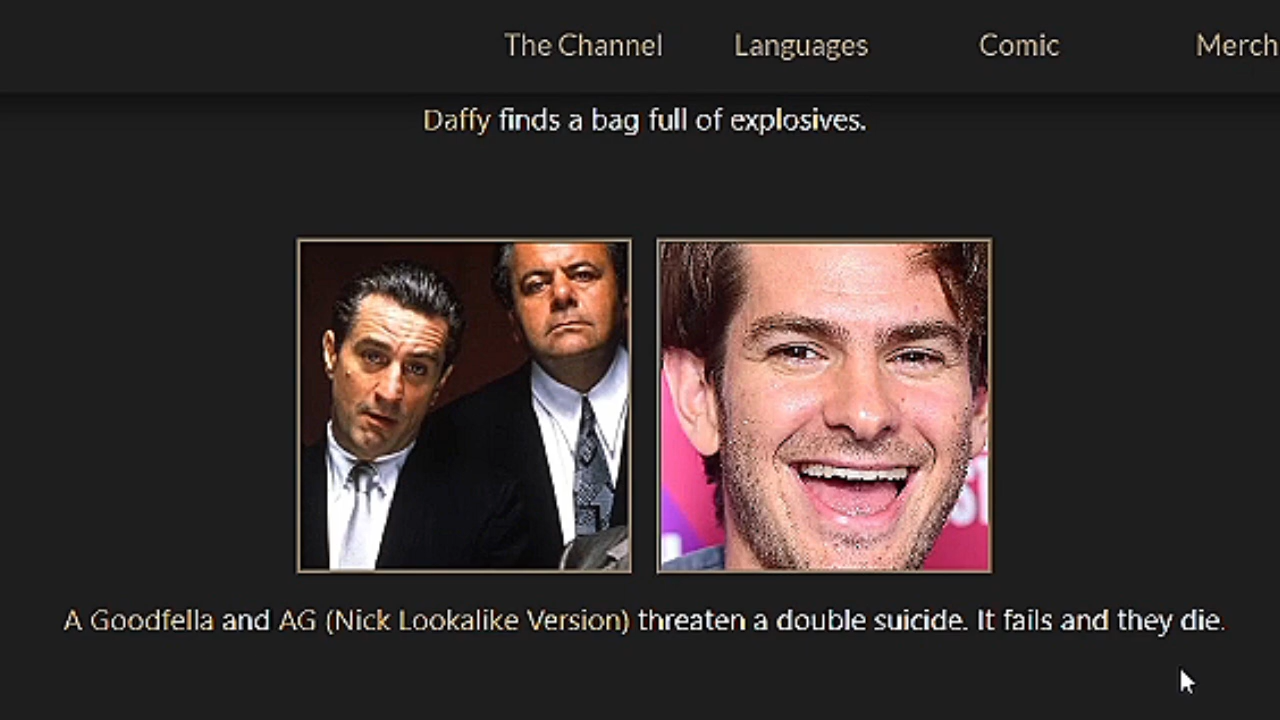 The Channel Languages Comic Merch
Daffy finds a bag full of explosives.
A Goodfella and AG (Nick Lookalike Version) threaten a double suicide. It fails and they die.